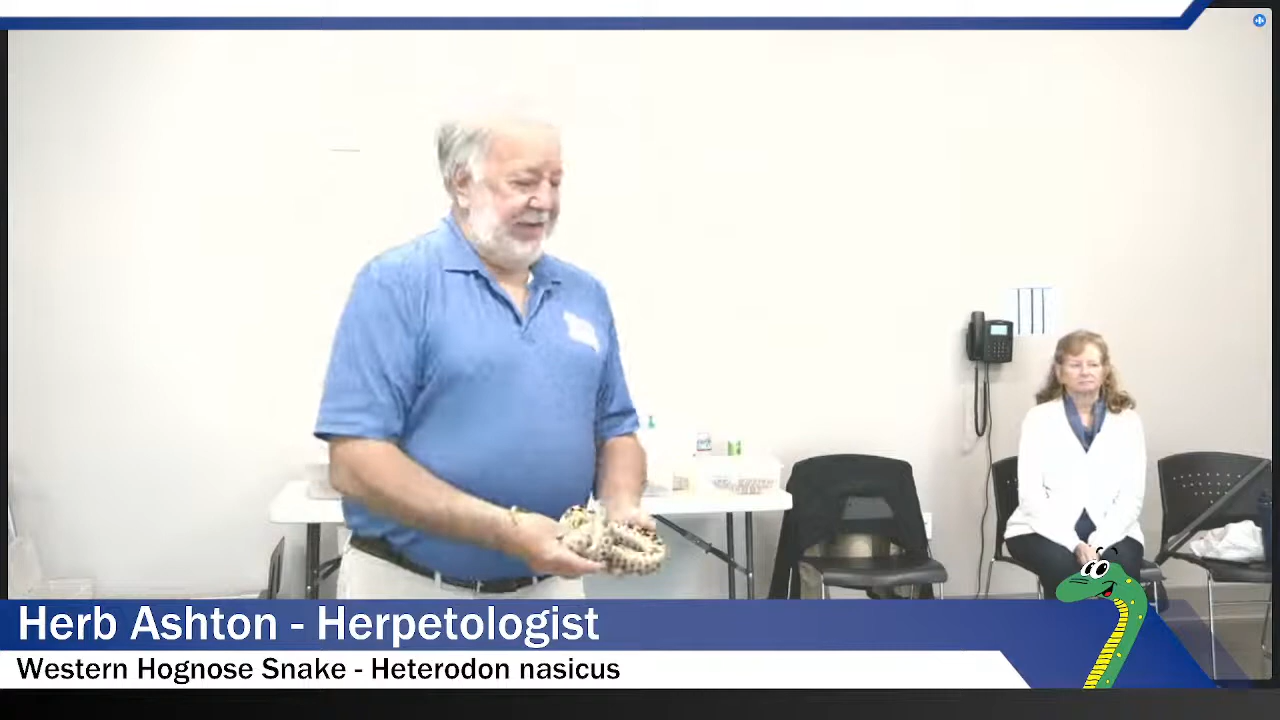 Herb Ashton - Herpetologist
Western Hognose Snake - Heterodon nasicus